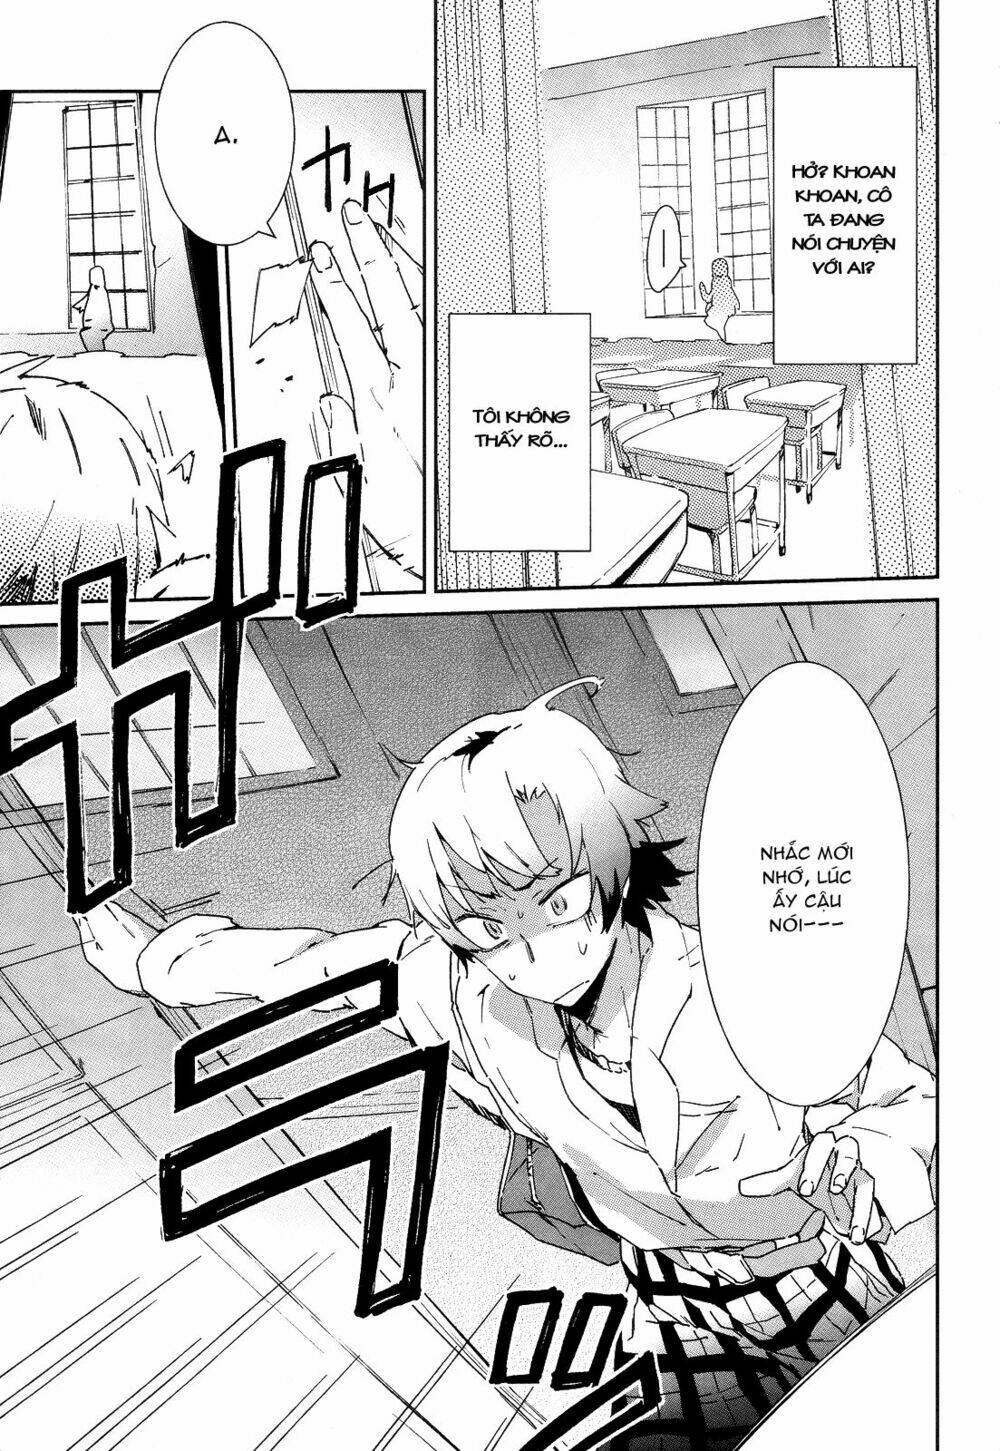 HỞ? KHOAN
KHOAN, CÔ
TA ĐANG
NÓI CHUYỆN
VỚI AI?
TÔI KHÔNG
THẤY RÕ...
A.
NHẮC MỚI
NHỚ, LÚC
ẤY CẬU
NÓI---